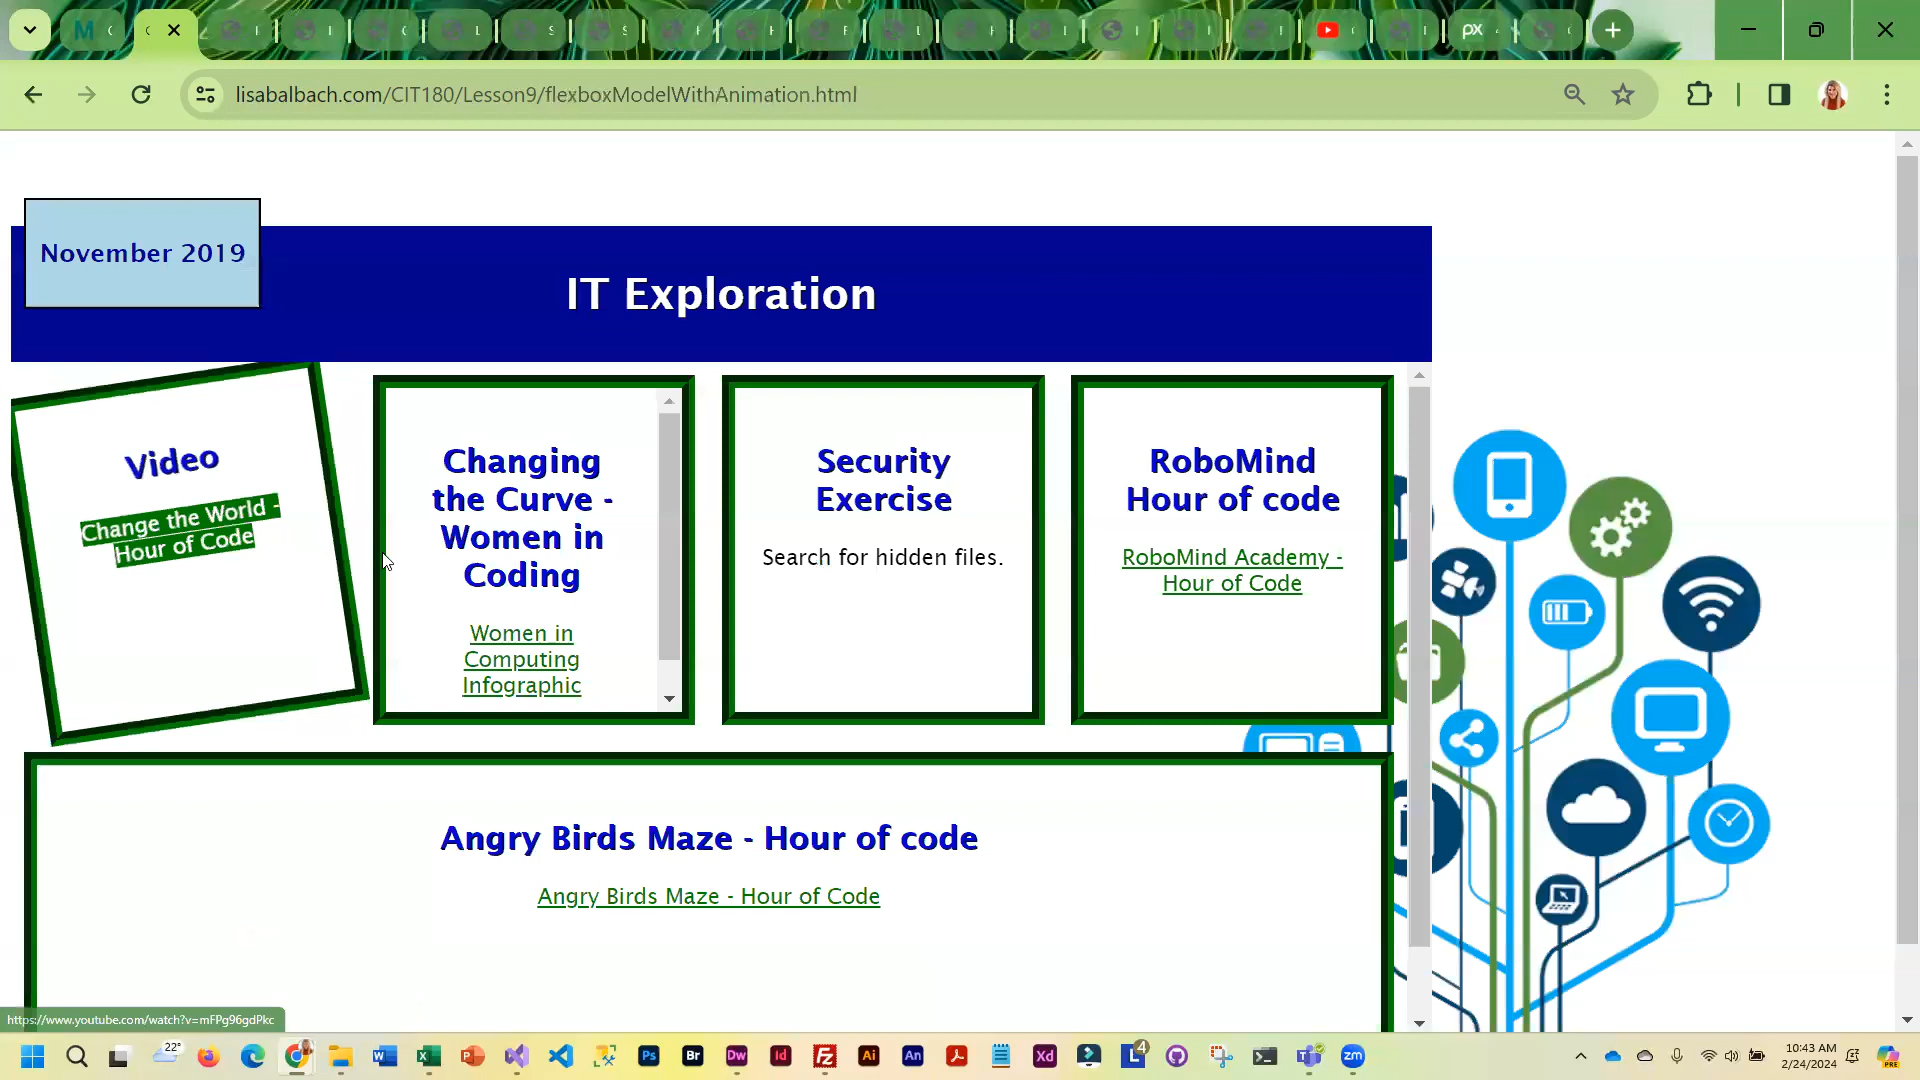 lisabalbach.com/CIT180/Lesson9/flexboxModelWithAnimation.html
November 2019
IT Exploration
Video
Change the World -
Hour of Code
Changing
the Curve -
Women in
Coding
Women in
Computing
Infographic
Security
Exercise
Search for hidden files.
RoboMind
Hour of code
RoboMind Academy -
Hour of Code
Angry Birds Maze - Hour of code
Angry Birds Maze - Hour of Code
https://www.youtube.com/watch?v=mFPg96gdPkc
22°
10:43 AM
2/24/2024